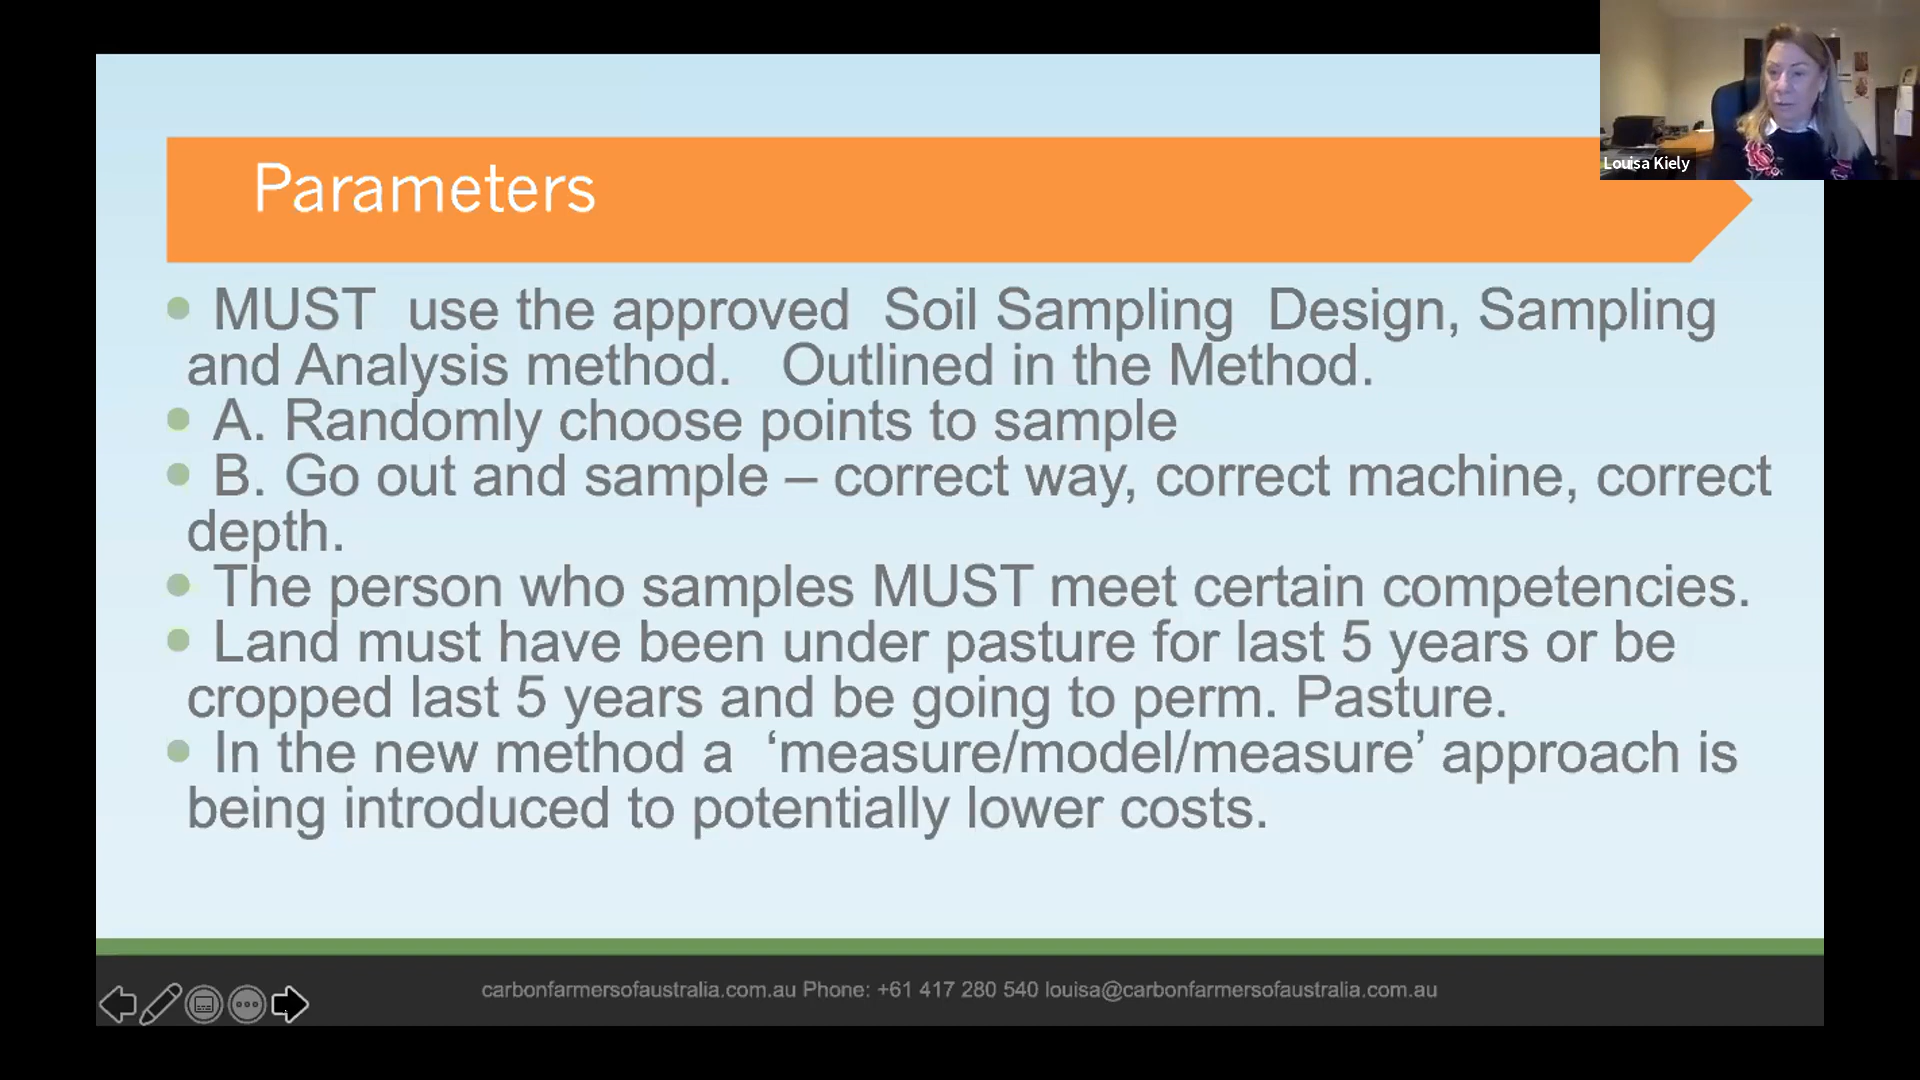 Louisa Kiely
Parameters
MUST use the approved Soil Sampling Design, Sampling
and Analysis method. Outlined in the Method.
A. Randomly choose points to sample
B. Go out and sample – correct way, correct machine, correct
depth.
The person who samples MUST meet certain competencies.
Land must have been under pasture for last 5 years or be
cropped last 5 years and be going to perm. Pasture.
In the new method a ‘measure/model/measure’ approach is
being introduced to potentially lower costs.
carbonfarmersofaustralia.com.au Phone: +61 417 280 540 louisa@carbonfarmersofaustralia.com.au